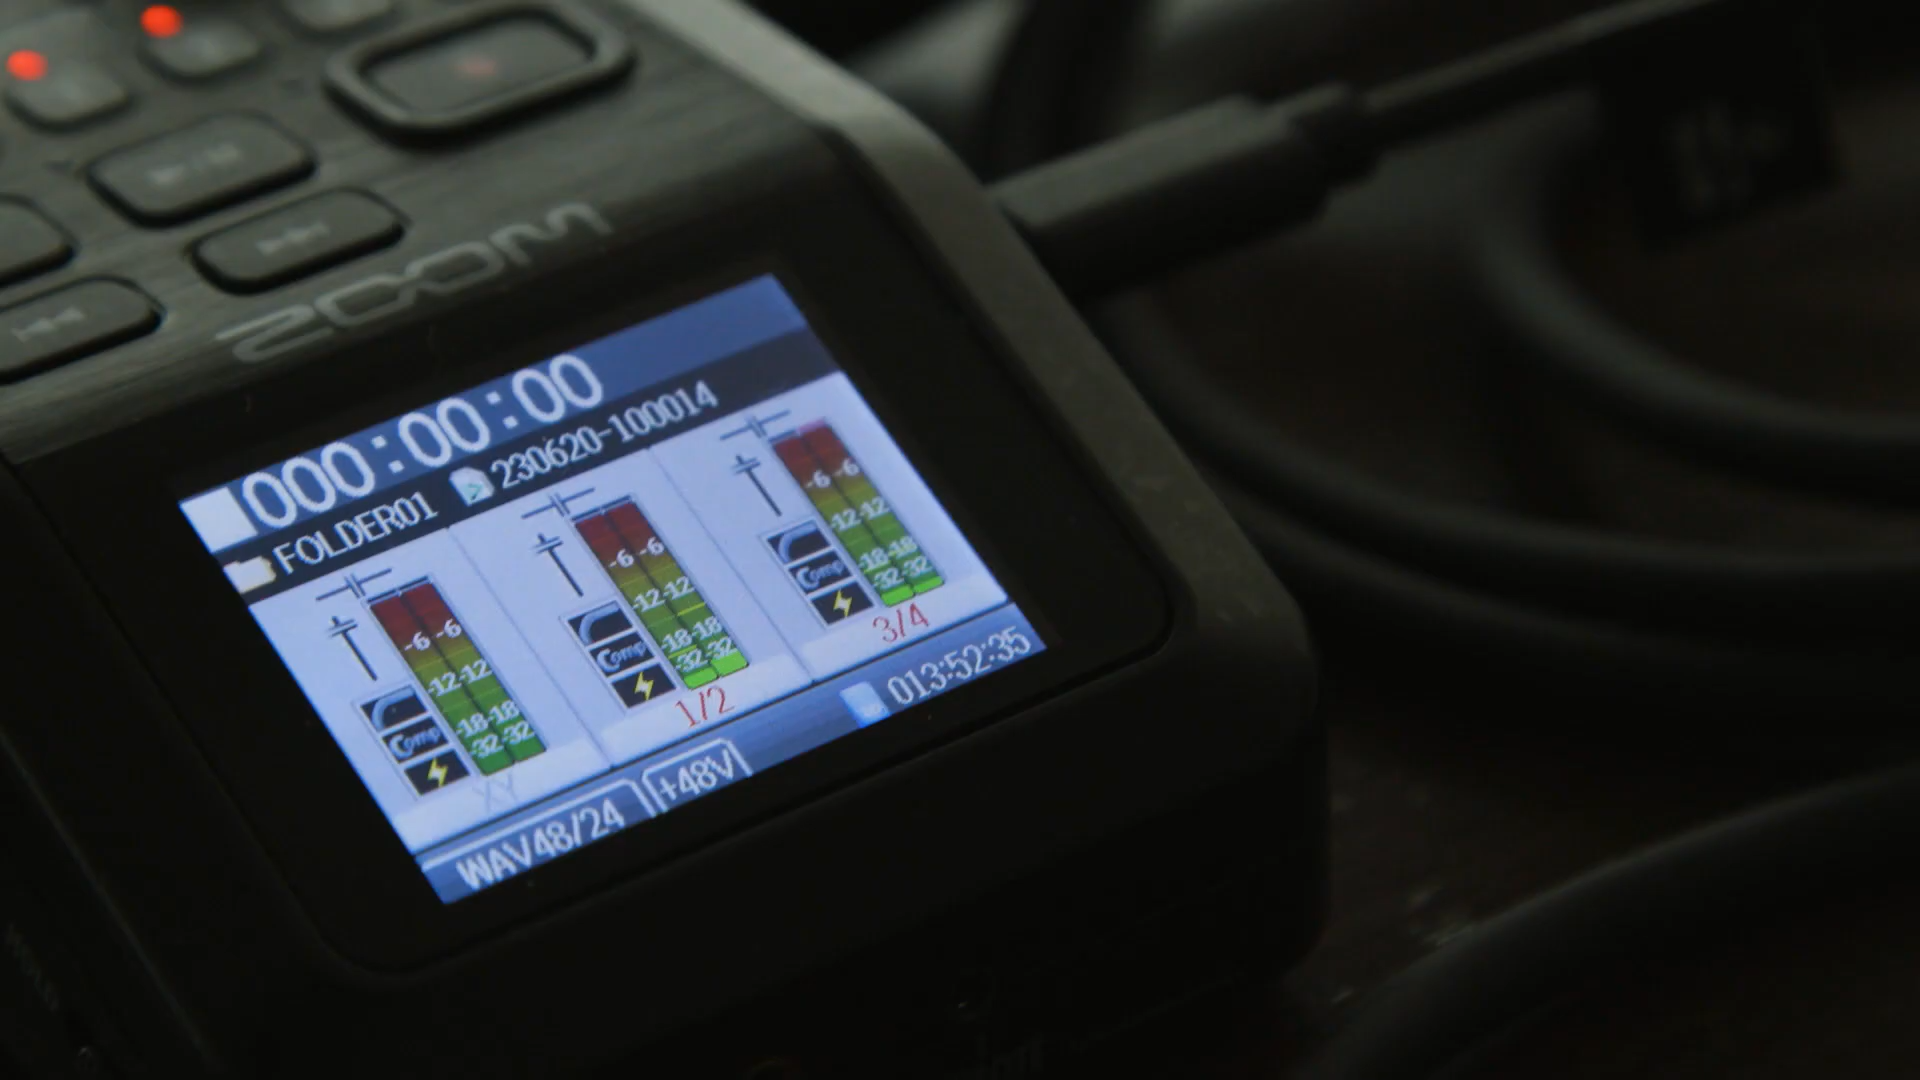 ZOOM
000:00:00
FOLDER01 230620-100014
-6 -6
-12 -12
-18 -18
-32 -32
Comp
XY
-6 -6
-12 -12
-18 -18
-32 -32
Comp
1/2
-6 -6
-12 -12
-18 -18
-32 -32
Comp
3/4
WAV48/24 +48V 013:52:35